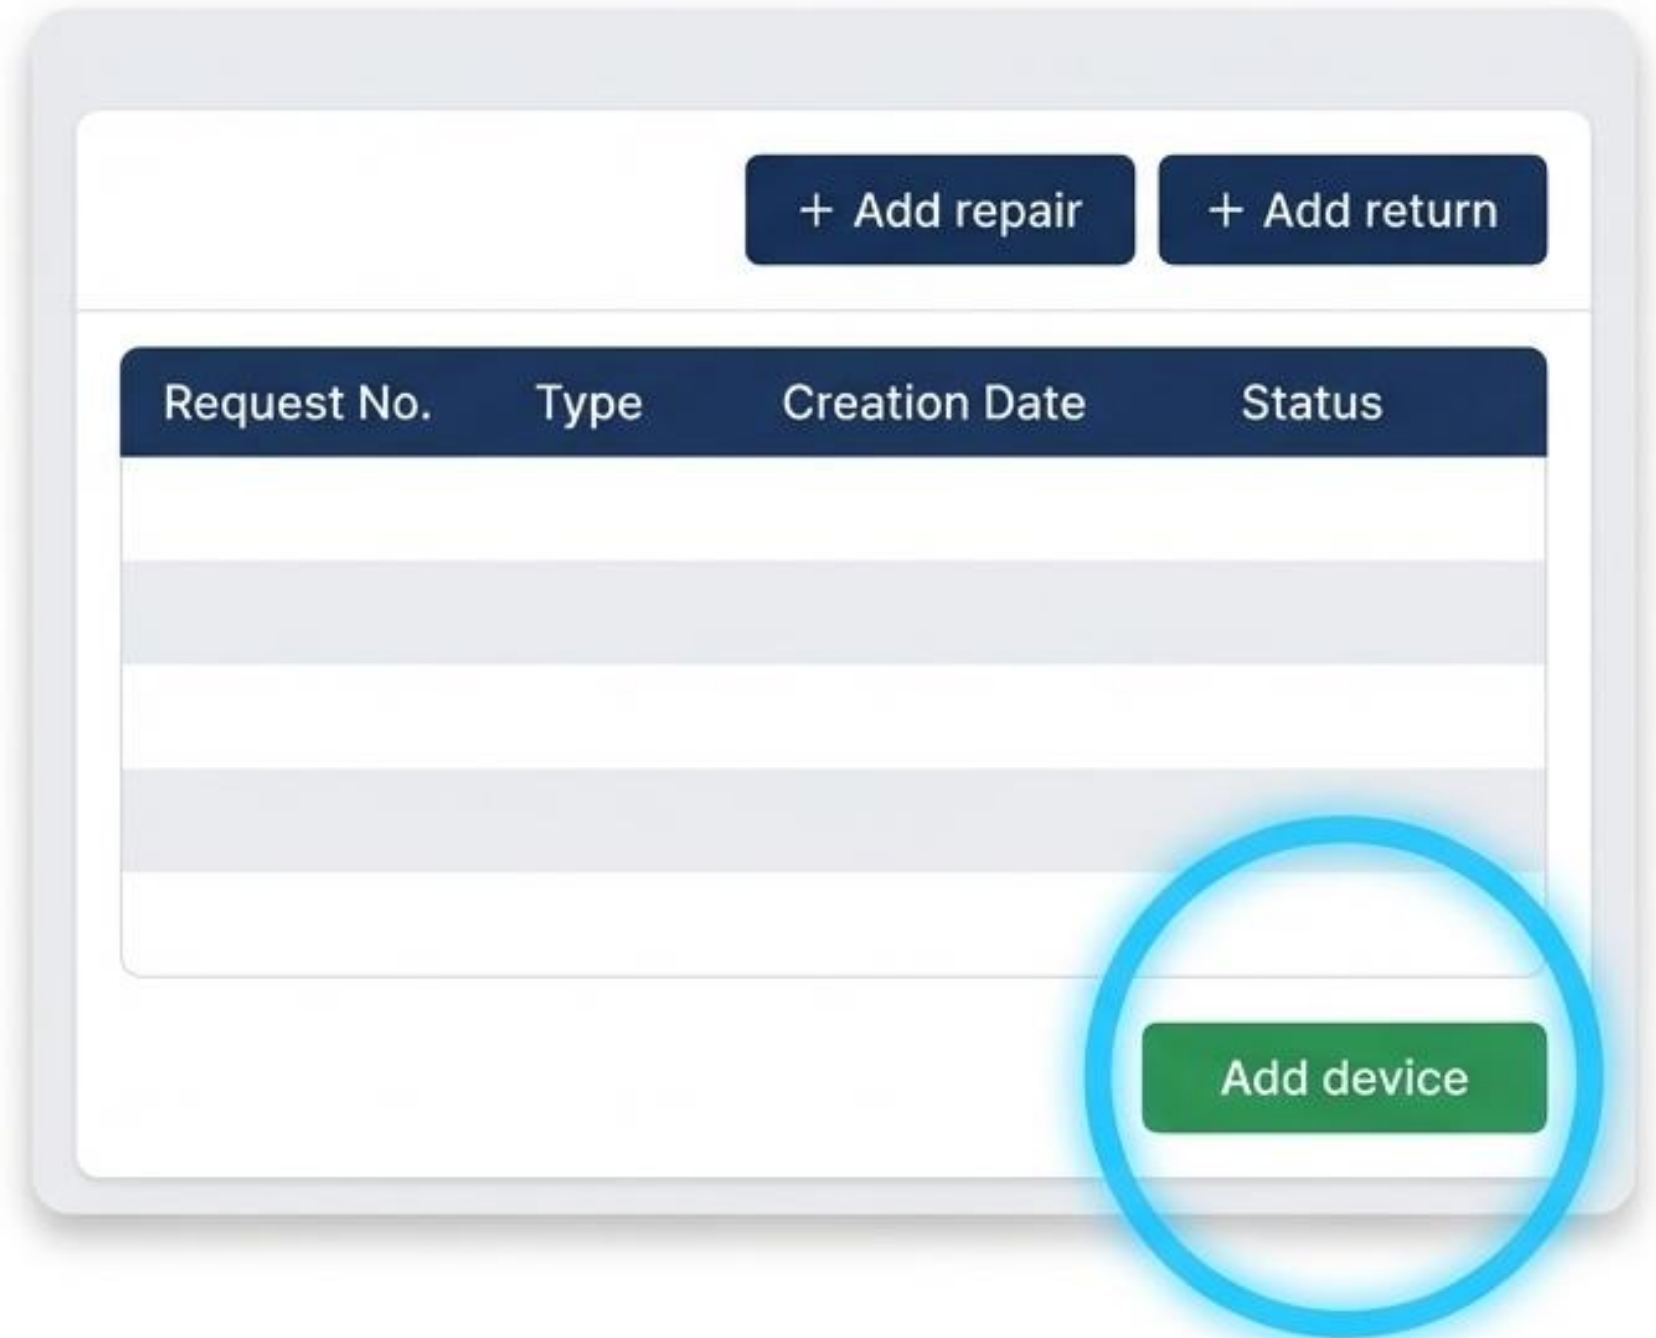 + Add repair
+ Add return
Request No. Type Creation Date Status
Add device